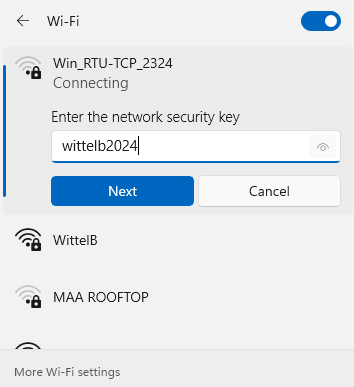 Wi-Fi
Win_RTU-TCP_2324
Connecting
Enter the network security key
wittelb2024
Next Cancel
WittelB
MAA ROOFTOP
More Wi-Fi settings